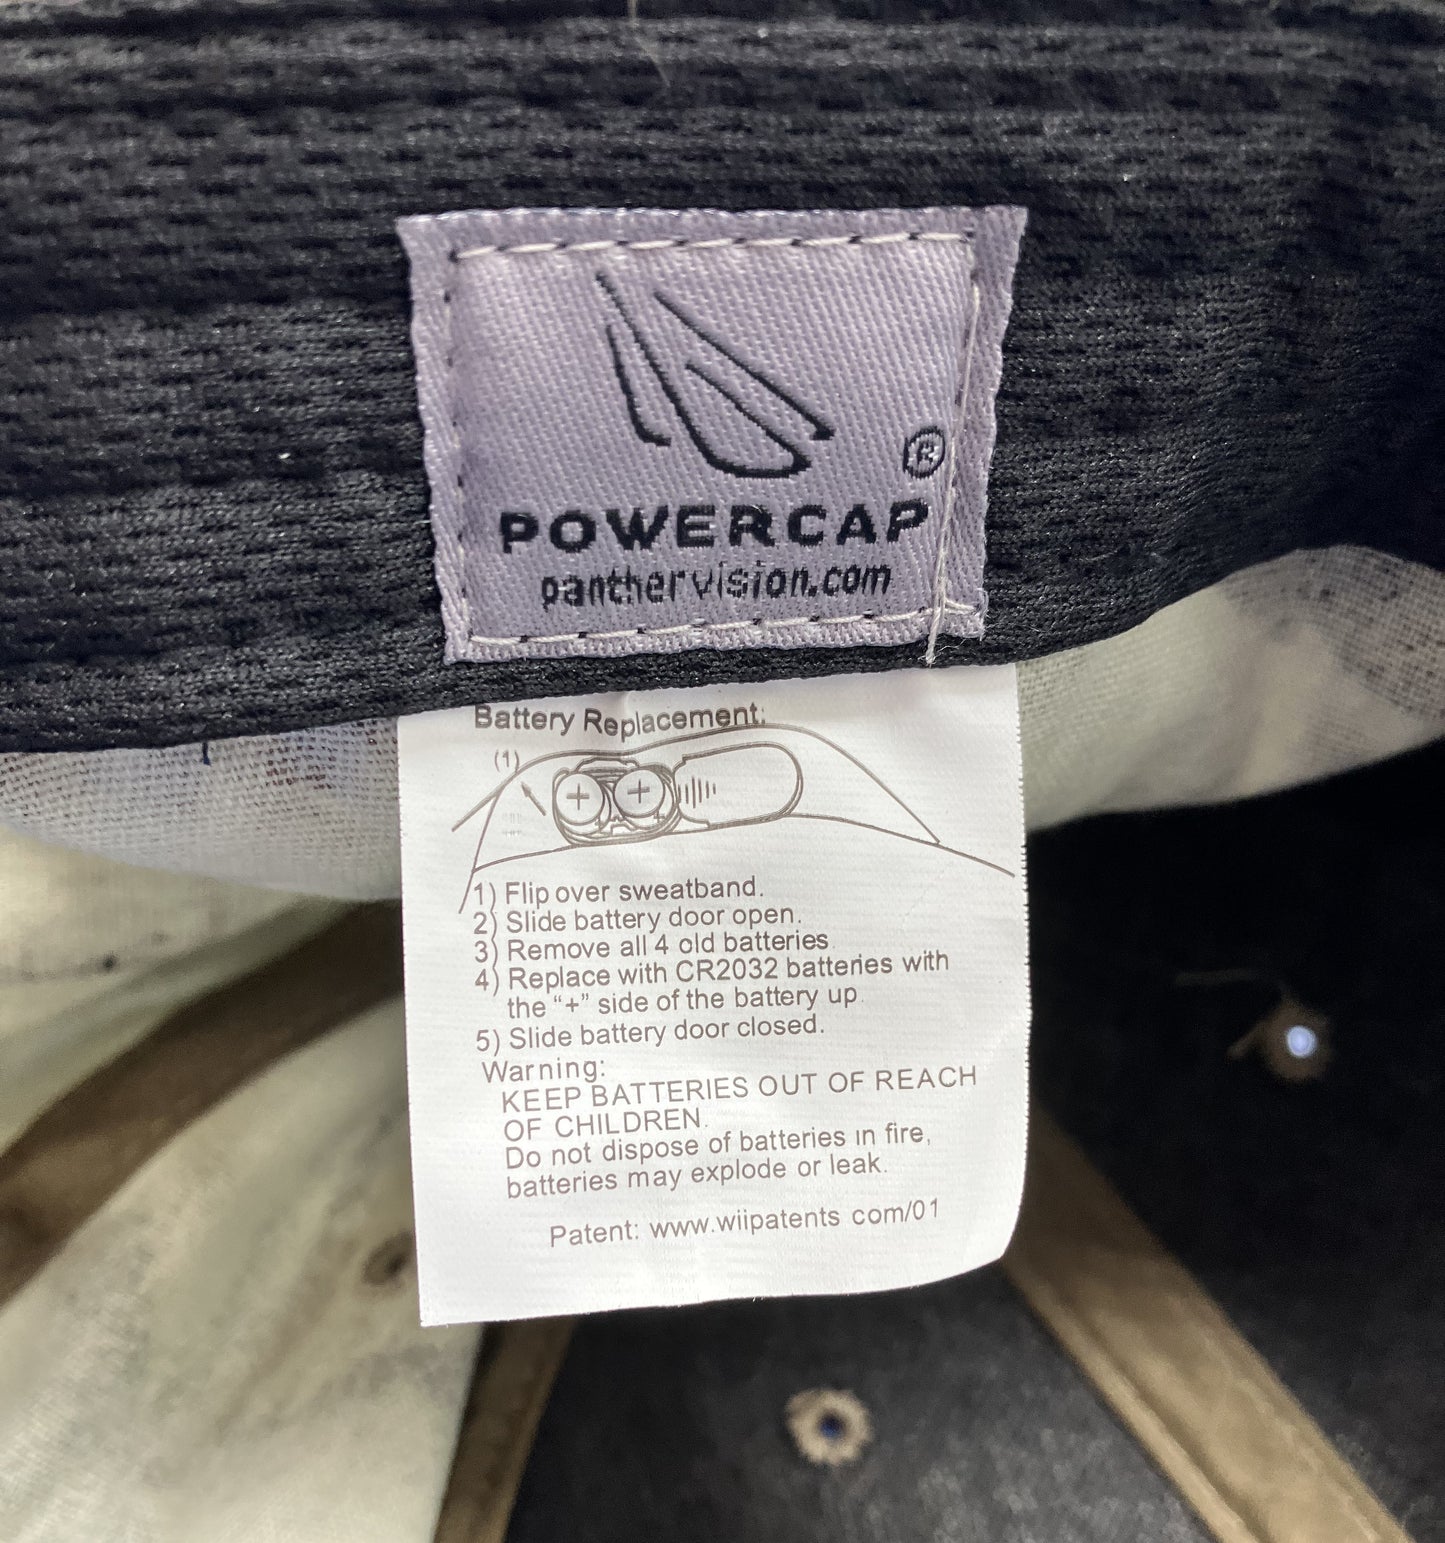 ®
POWERCAP
panthervision.com
Battery Replacement:
(1)
+ +
1) Flip over sweatband.
2) Slide battery door open.
3) Remove all 4 old batteries
4) Replace with CR2032 batteries with
the “+” side of the battery up.
5) Slide battery door closed.
Warning:
KEEP BATTERIES OUT OF REACH
OF CHILDREN.
Do not dispose of batteries in fire,
batteries may explode or leak.
Patent: www.wiipatents com/01